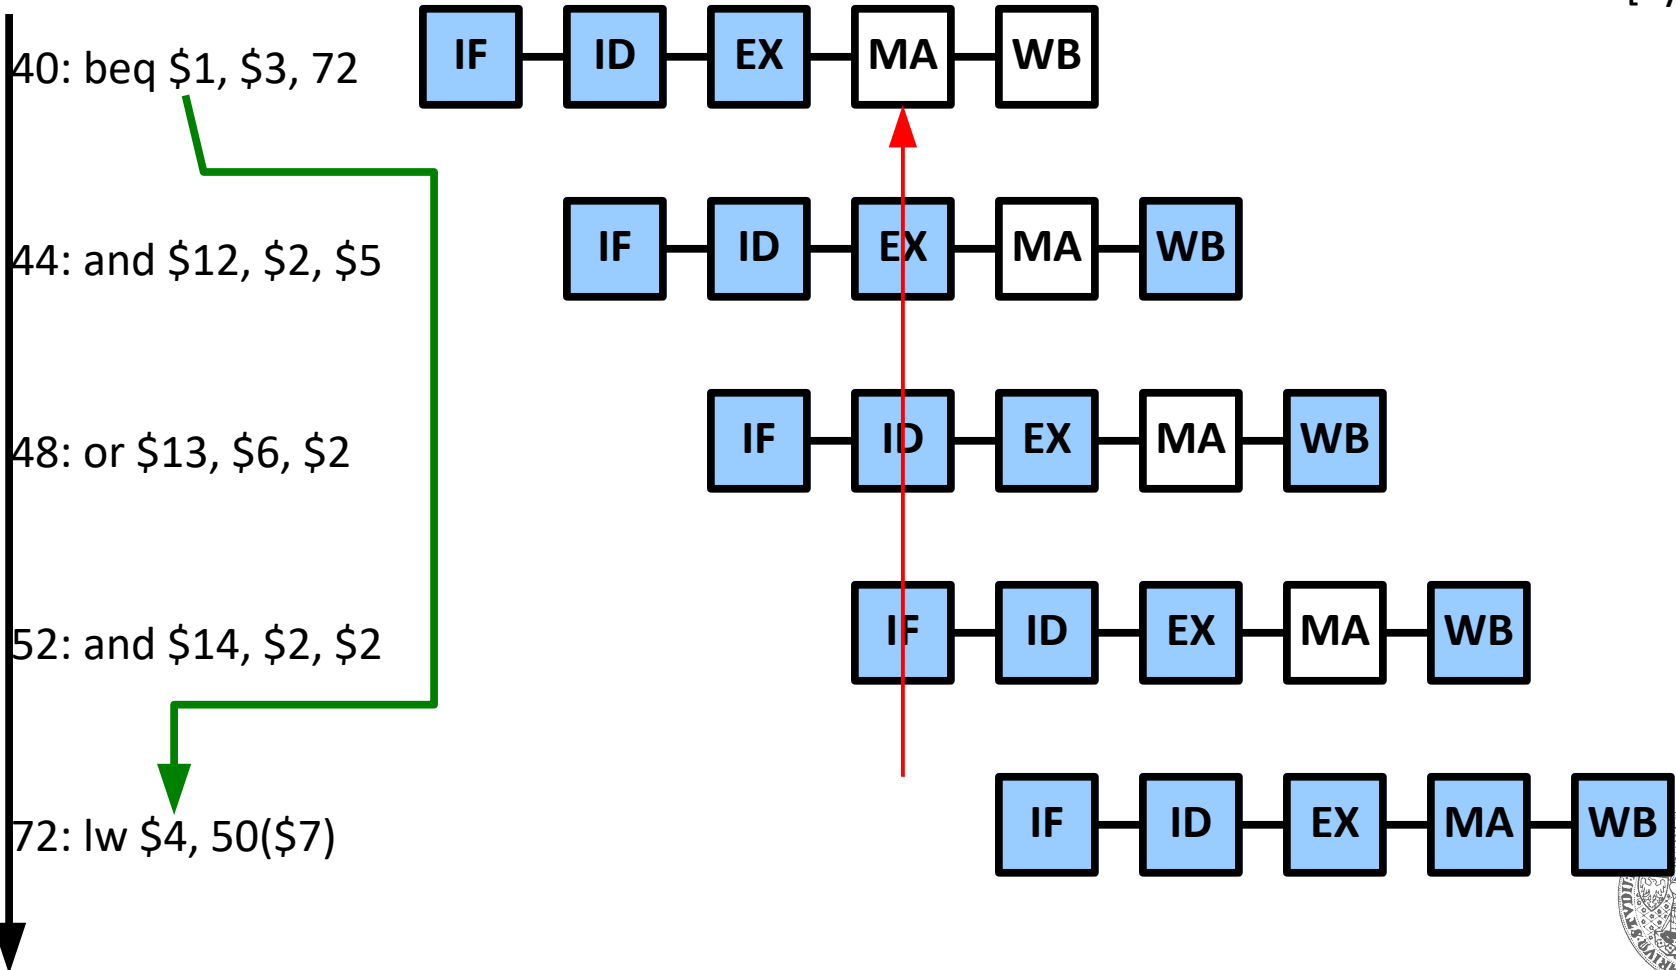 40: beq $1, $3, 72 IF ID EX MA WB
44: and $12, $2, $5 IF ID EX MA WB
48: or $13, $6, $2 IF ID EX MA WB
52: and $14, $2, $2 IF ID EX MA WB
72: lw $4, 50($7) IF ID EX MA WB